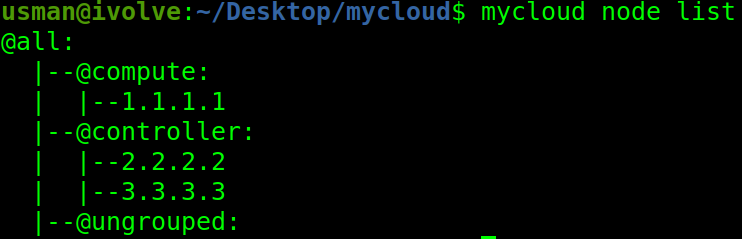 usman@ivolve:~/Desktop/mycloud$ mycloud node list
@all:
  |--@compute:
  |  |--1.1.1.1
  |--@controller:
  |  |--2.2.2.2
  |  |--3.3.3.3
  |--@ungrouped: